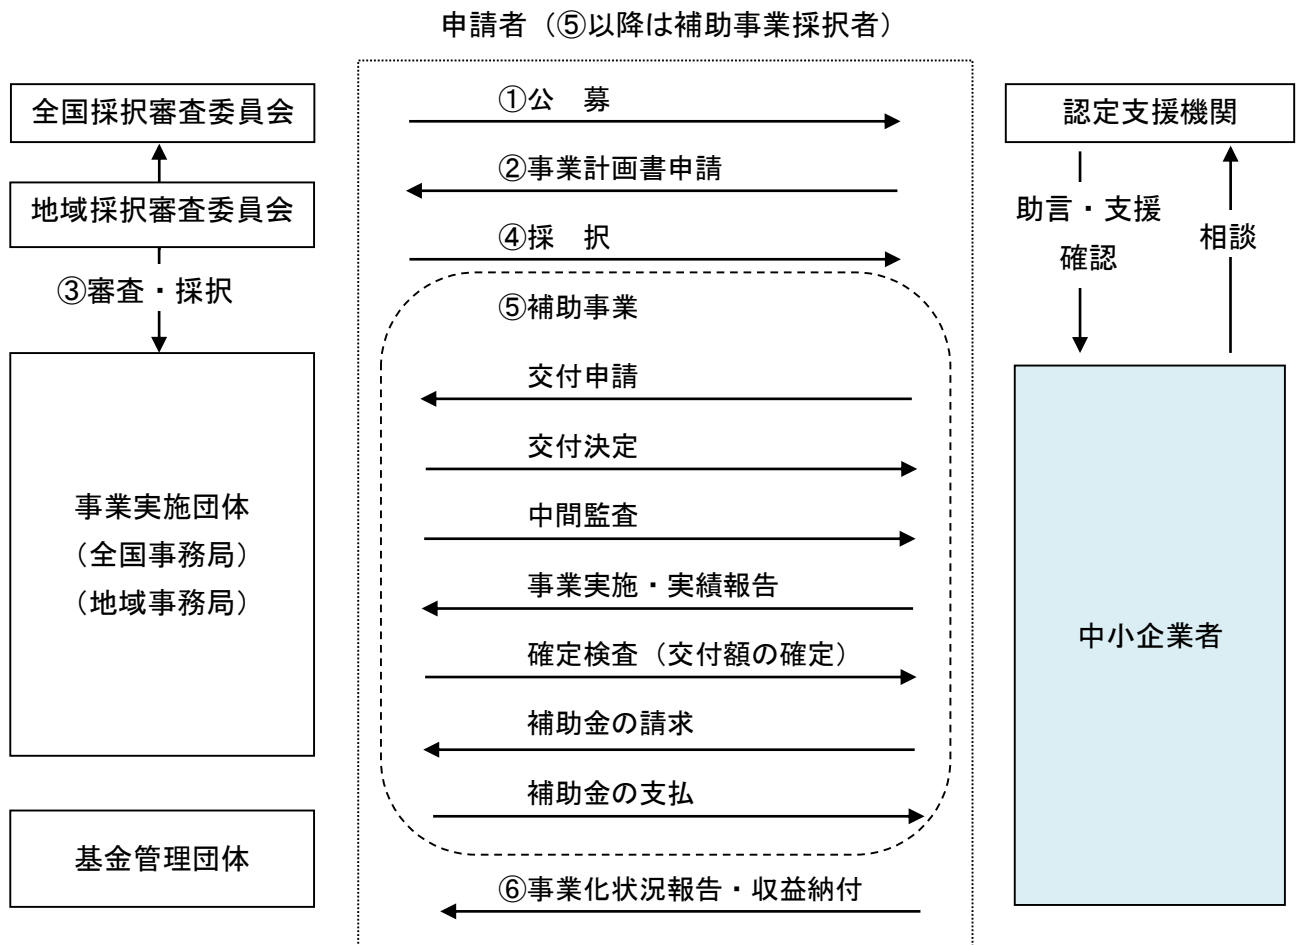 申請者（⑤以降は補助事業採択者）
全国採択審査委員会
地域採択審査委員会
③審査・採択
事業実施団体
（全国事務局）
（地域事務局）
基金管理団体
①公　募
②事業計画書申請
④採　択
⑤補助事業
交付申請
交付決定
中間監査
事業実施・実績報告
確定検査（交付額の確定）
補助金の請求
補助金の支払
⑥事業化状況報告・収益納付
認定支援機関
助言・支援
確認
相談
中小企業者